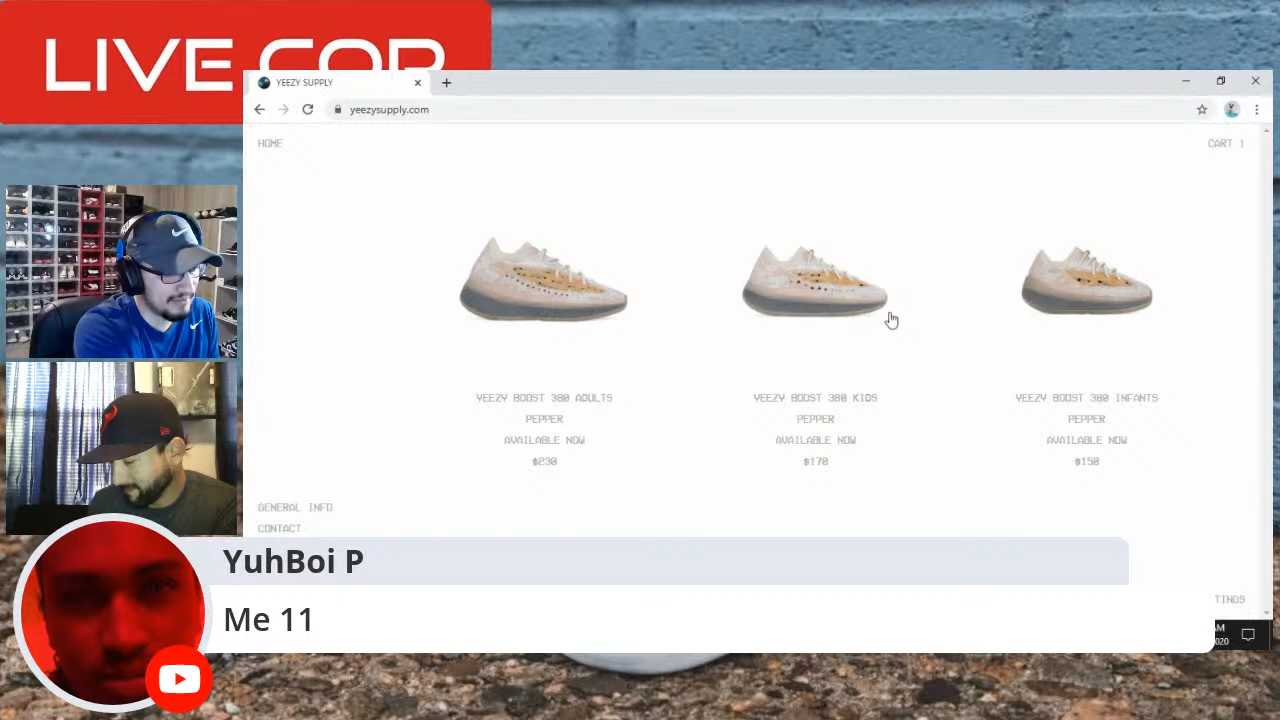 LIVE COP
YEEZY SUPPLY
yeezysupply.com
HOME
CART 1
YEEZY BOOST 380 ADULTS
PEPPER
AVAILABLE NOW
$230
YEEZY BOOST 380 KIDS
PEPPER
AVAILABLE NOW
$170
YEEZY BOOST 380 INFANTS
PEPPER
AVAILABLE NOW
$150
GENERAL INFO
CONTACT
TINGS
AM
2020
YuhBoi P
Me 11